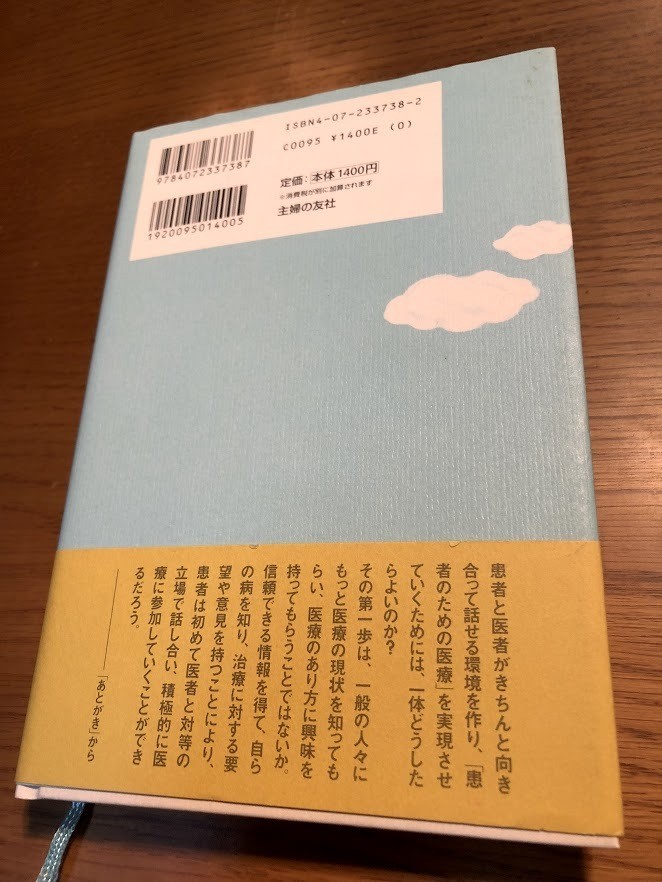 ISBN4-07-233738-2
C0095 ¥1400E (0)
9784072337387
定価：本体1400円
※消費税が別に加算されます
1920095014005
主婦の友社
患者と医者がきちんと向き
合って話せる環境を作り、「患
者のための医療」を実現させ
ていくためには、一体どうした
らよいのか？
その第一歩は、一般の人々に
もっと医療の現状を知っても
らい、医療のあり方に興味を
持ってもらうことではないか。
信頼できる情報を得て、自ら
の病を知り、治療に対する要
望や意見を持つことにより、
患者は初めて医者と対等の
立場で話し合い、積極的に医
療に参加していくことができ
るだろう。
――「あとがき」から